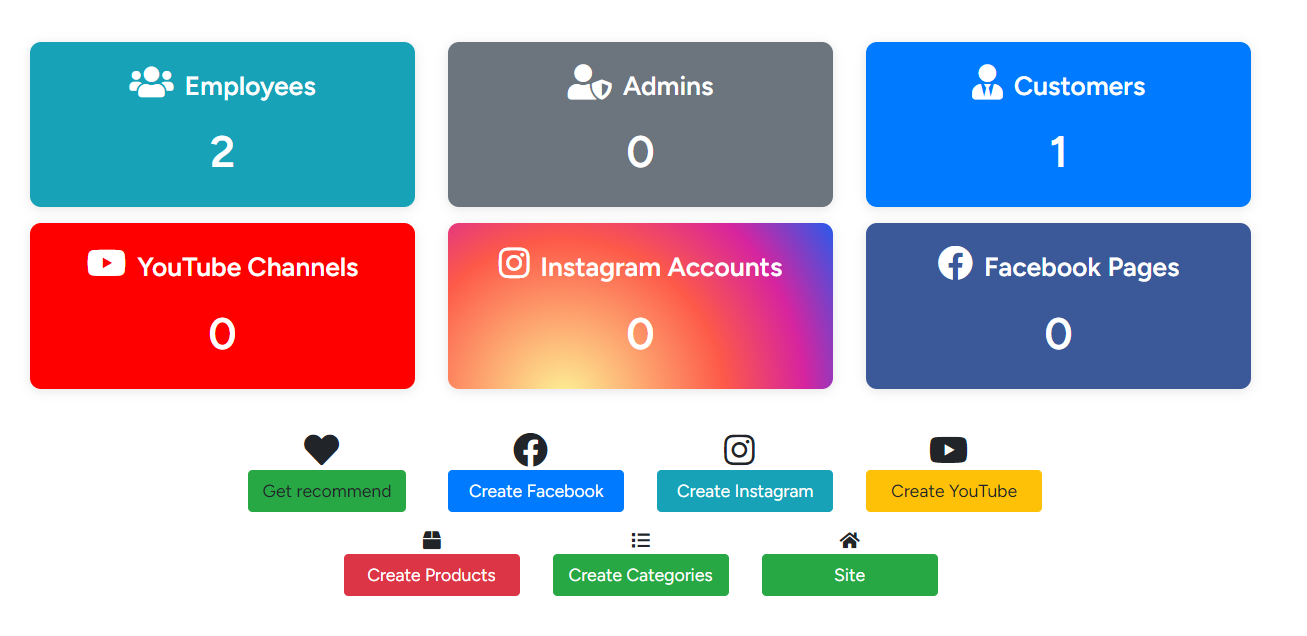 Employees
2
Admins
0
Customers
1
YouTube Channels
0
Instagram Accounts
0
Facebook Pages
0
Get recommend
Create Facebook
Create Instagram
Create YouTube
Create Products
Create Categories
Site